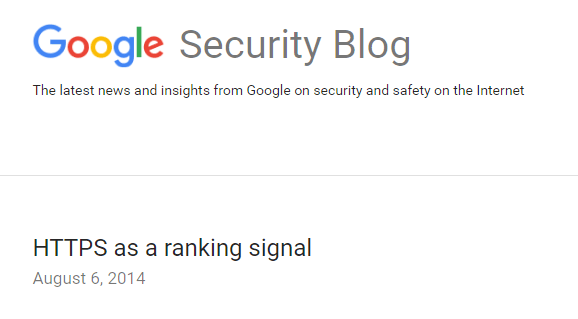 Google Security Blog
The latest news and insights from Google on security and safety on the Internet
HTTPS as a ranking signal
August 6, 2014